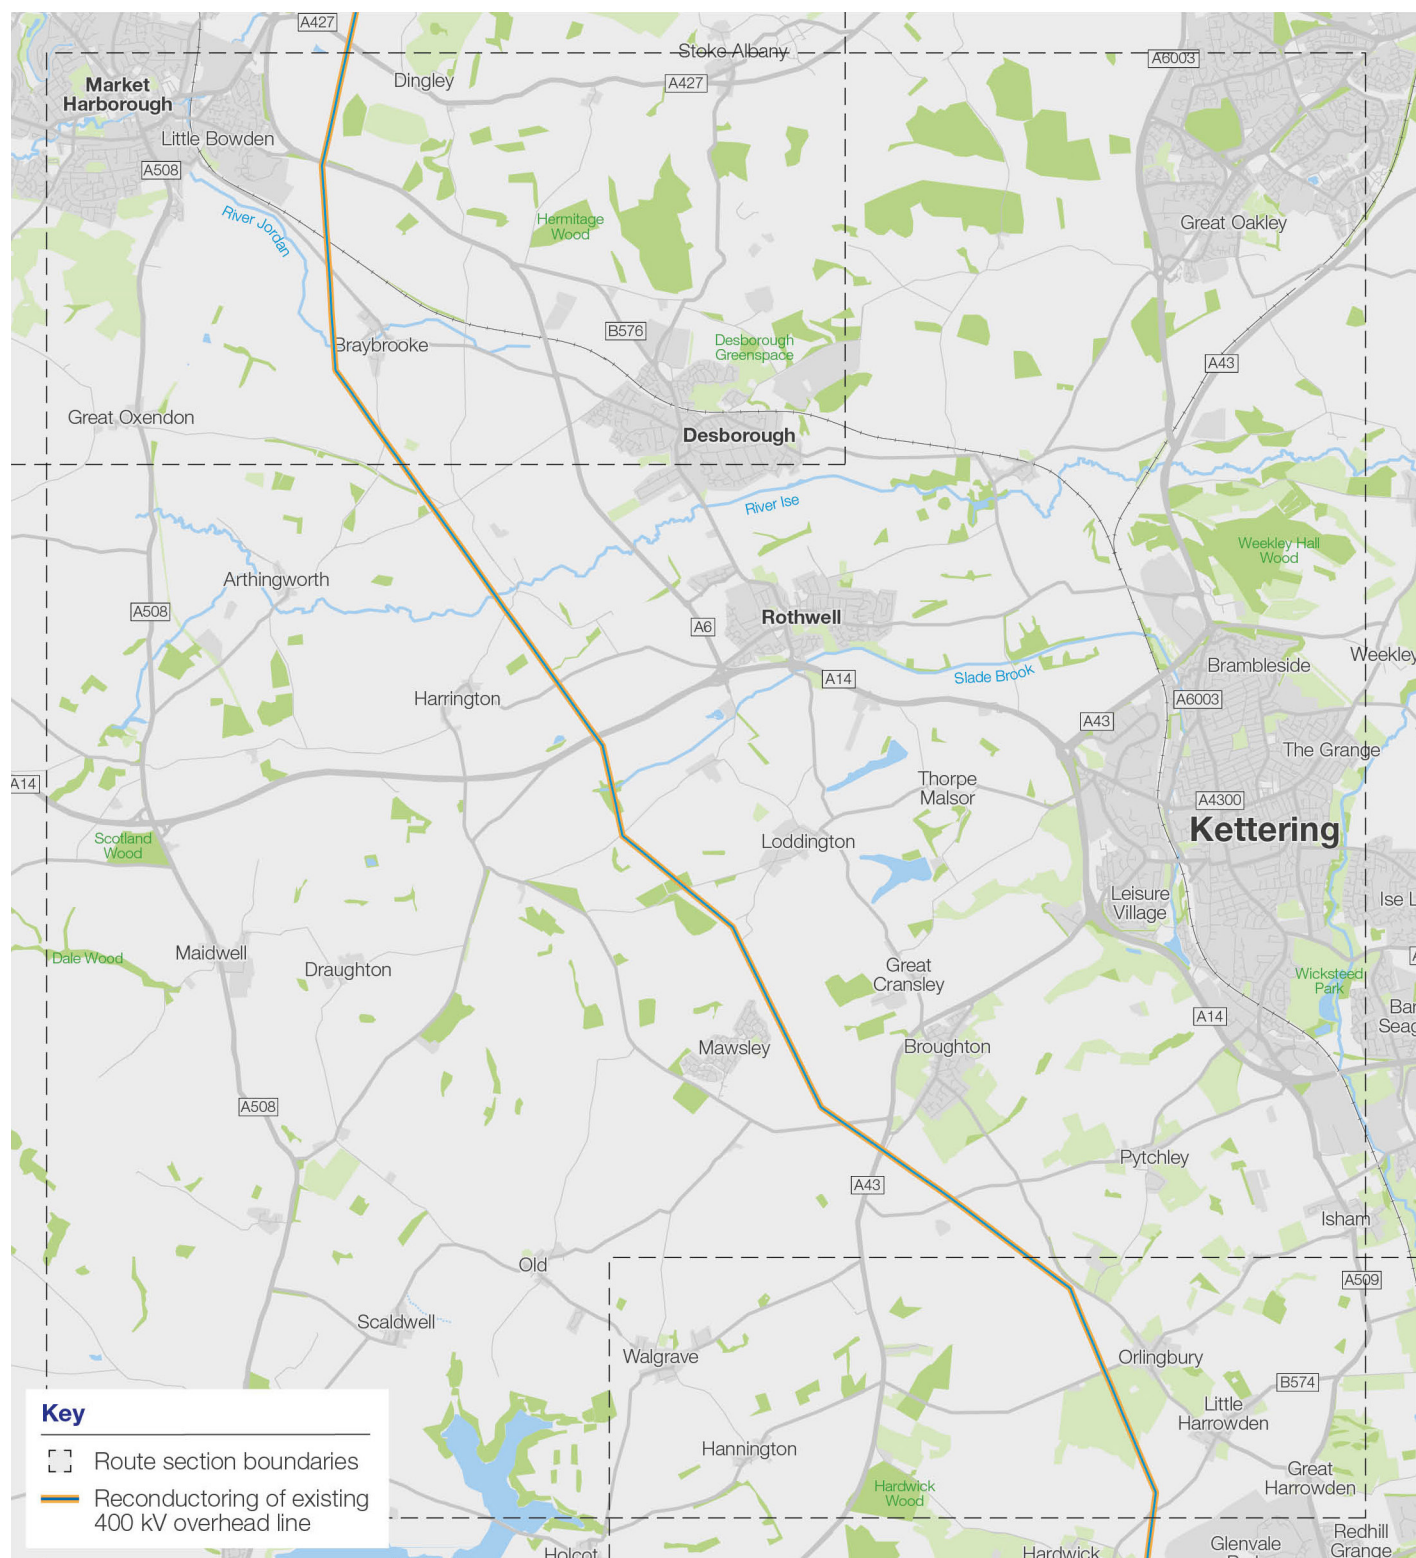 A427
Stoke Albany
A6003
Dingley
A427
Market
Harborough
Little Bowden
A508
River Jordan
Hermitage
Wood
Great Oakley
B576
Braybrooke
Desborough
Greenspace
A43
Great Oxendon
Desborough
River Ise
Weekley Hall
Wood
Arthingworth
A508
Rothwell
A6
Weekley
Brambleside
Slade Brook
A14
Harrington
A6003
A43
The Grange
A14
Thorpe
Malsor
A4300
Kettering
Scotland
Wood
Loddington
Leisure
Village
Ise L
Maidwell
Dale Wood
Draughton
Great
Cransley
Wicksteed
Park
Bar
Seag
A14
Mawsley
Broughton
A508
Pytchley
A43
Isham
Old
A509
Scaldwell
Walgrave
Orlingbury
B574
Little
Harrowden
Key
Route section boundaries
Reconductoring of existing
400 kV overhead line
Hannington
Hardwick
Wood
Great
Harrowden
Holcot
Hardwick
Glenvale
Redhill
Grange